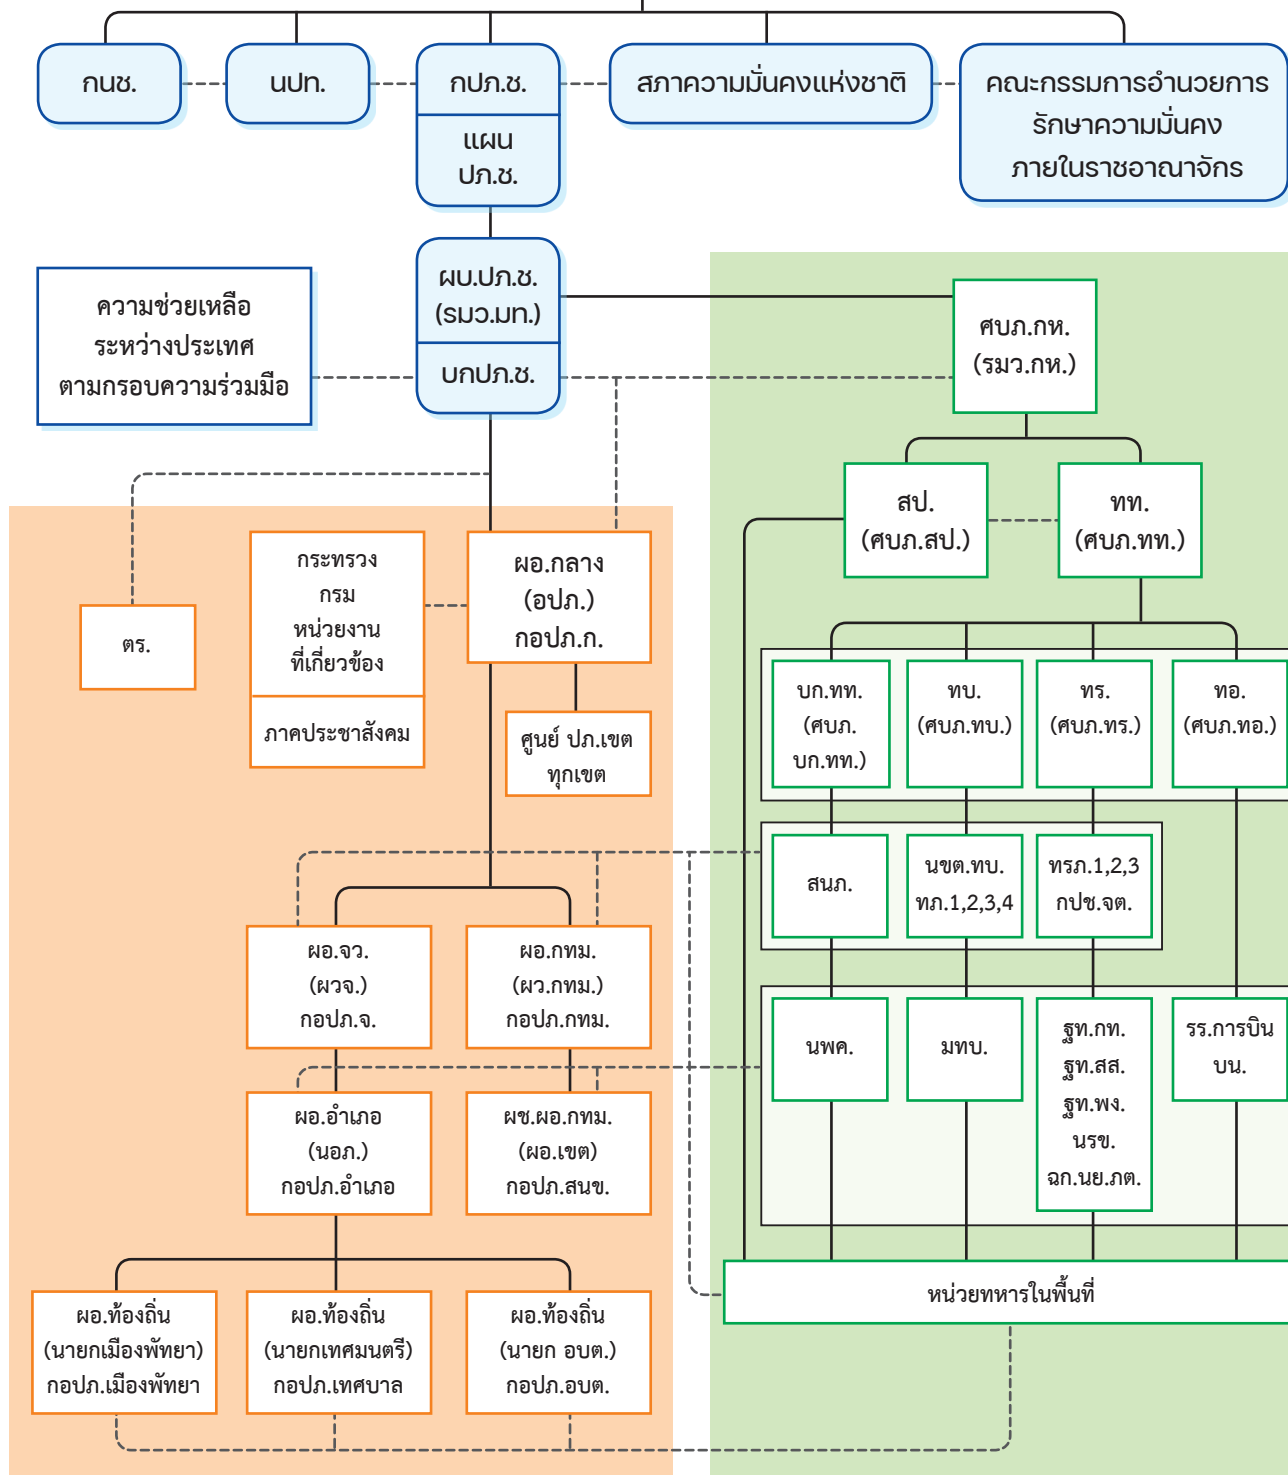 กนช.
นปท.
กปภ.ช.
สภาความมั่นคงแห่งชาติ
คณะกรรมการอำนวยการ
รักษาความมั่นคง
ภายในราชอาณาจักร
แผน
ปภ.ช.
ผบ.ปภ.ช.
(รมว.มท.)
บกปภ.ช.
ความช่วยเหลือ
ระหว่างประเทศ
ตามกรอบความร่วมมือ
ศบภ.กห.
(รมว.กห.)
สป.
(ศบภ.สป.)
ทท.
(ศบภ.ทท.)
ตร.
กระทรวง
กรม
หน่วยงาน
ที่เกี่ยวข้อง
ภาคประชาสังคม
ผอ.กลาง
(อปภ.)
กอปภ.ก.
ศูนย์ ปภ.เขต
ทุกเขต
บก.ทท.
(ศบภ.
บก.ทท.)
ทบ.
(ศบภ.ทบ.)
ทร.
(ศบภ.ทร.)
ทอ.
(ศบภ.ทอ.)
สนภ.
นขต.ทบ.
ทภ.1,2,3,4
ทรภ.1,2,3
กปช.จต.
ผอ.จว.
(ผวจ.)
กอปภ.จ.
ผอ.กทม.
(ผว.กทม.)
กอปภ.กทม.
นพค.
มทบ.
ฐท.กท.
ฐท.สส.
ฐท.พง.
นรข.
ฉก.นย.ภต.
รร.การบิน
บน.
ผอ.อำเภอ
(นอภ.)
กอปภ.อำเภอ
ผช.ผอ.กทม.
(ผอ.เขต)
กอปภ.สนข.
หน่วยทหารในพื้นที่
ผอ.ท้องถิ่น
(นายกเมืองพัทยา)
กอปภ.เมืองพัทยา
ผอ.ท้องถิ่น
(นายกเทศมนตรี)
กอปภ.เทศบาล
ผอ.ท้องถิ่น
(นายก อบต.)
กอปภ.อบต.